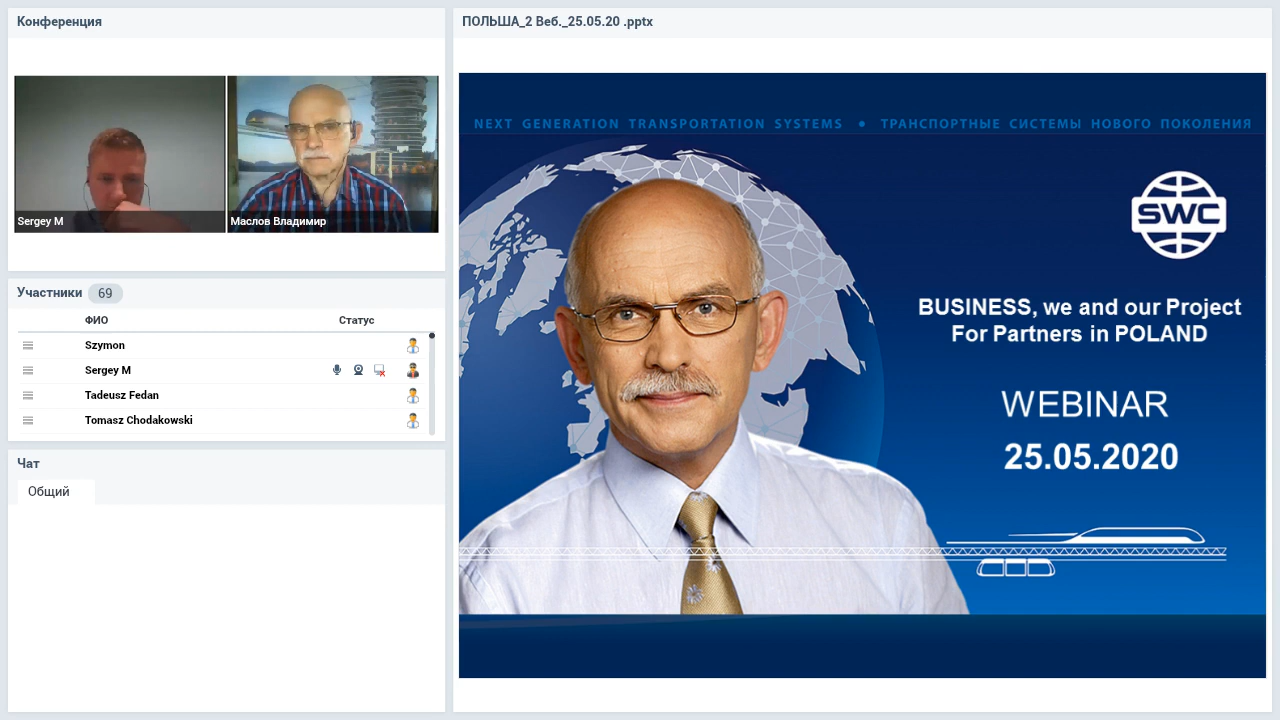 Конференция
Sergey M
Маслов Владимир
Участники 69
ФИО Статус
Szymon
Sergey M
Tadeusz Fedan
Tomasz Chodakowski
Чат
Общий
ПОЛЬША_2 Веб._25.05.20 .pptx
NEXT GENERATION TRANSPORTATION SYSTEMS • ТРАНСПОРТНЫЕ СИСТЕМЫ НОВОГО ПОКОЛЕНИЯ
SWC
BUSINESS, we and our Project
For Partners in POLAND
WEBINAR
25.05.2020